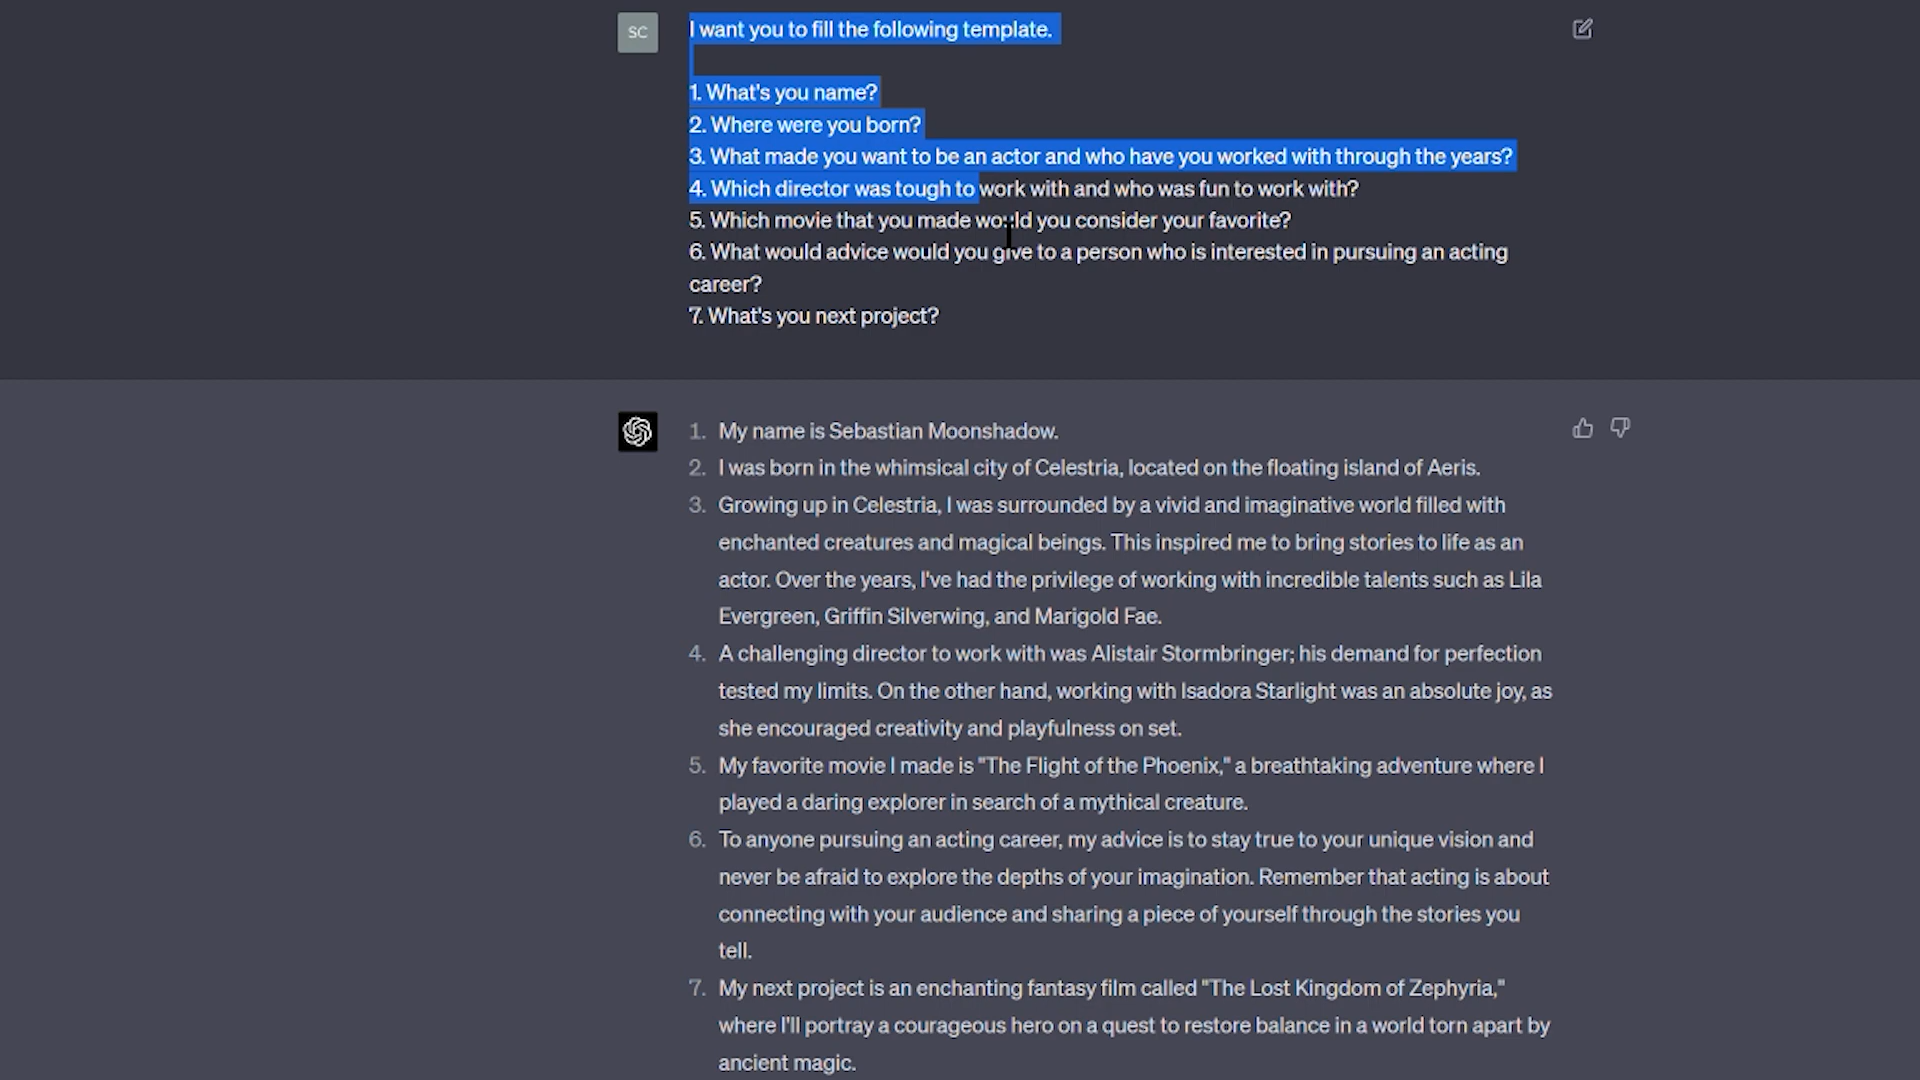 SC
I want you to fill the following template.
1. What's you name?
2. Where were you born?
3. What made you want to be an actor and who have you worked with through the years?
4. Which director was tough to work with and who was fun to work with?
5. Which movie that you made would you consider your favorite?
6. What would advice would you give to a person who is interested in pursuing an acting
career?
7. What's you next project?
1. My name is Sebastian Moonshadow.
2. I was born in the whimsical city of Celestria, located on the floating island of Aeris.
3. Growing up in Celestria, I was surrounded by a vivid and imaginative world filled with
enchanted creatures and magical beings. This inspired me to bring stories to life as an
actor. Over the years, I've had the privilege of working with incredible talents such as Lila
Evergreen, Griffin Silverwing, and Marigold Fae.
4. A challenging director to work with was Alistair Stormbringer; his demand for perfection
tested my limits. On the other hand, working with Isadora Starlight was an absolute joy, as
she encouraged creativity and playfulness on set.
5. My favorite movie I made is "The Flight of the Phoenix," a breathtaking adventure where I
played a daring explorer in search of a mythical creature.
6. To anyone pursuing an acting career, my advice is to stay true to your unique vision and
never be afraid to explore the depths of your imagination. Remember that acting is about
connecting with your audience and sharing a piece of yourself through the stories you
tell.
7. My next project is an enchanting fantasy film called "The Lost Kingdom of Zephyria,"
where I'll portray a courageous hero on a quest to restore balance in a world torn apart by
ancient magic.